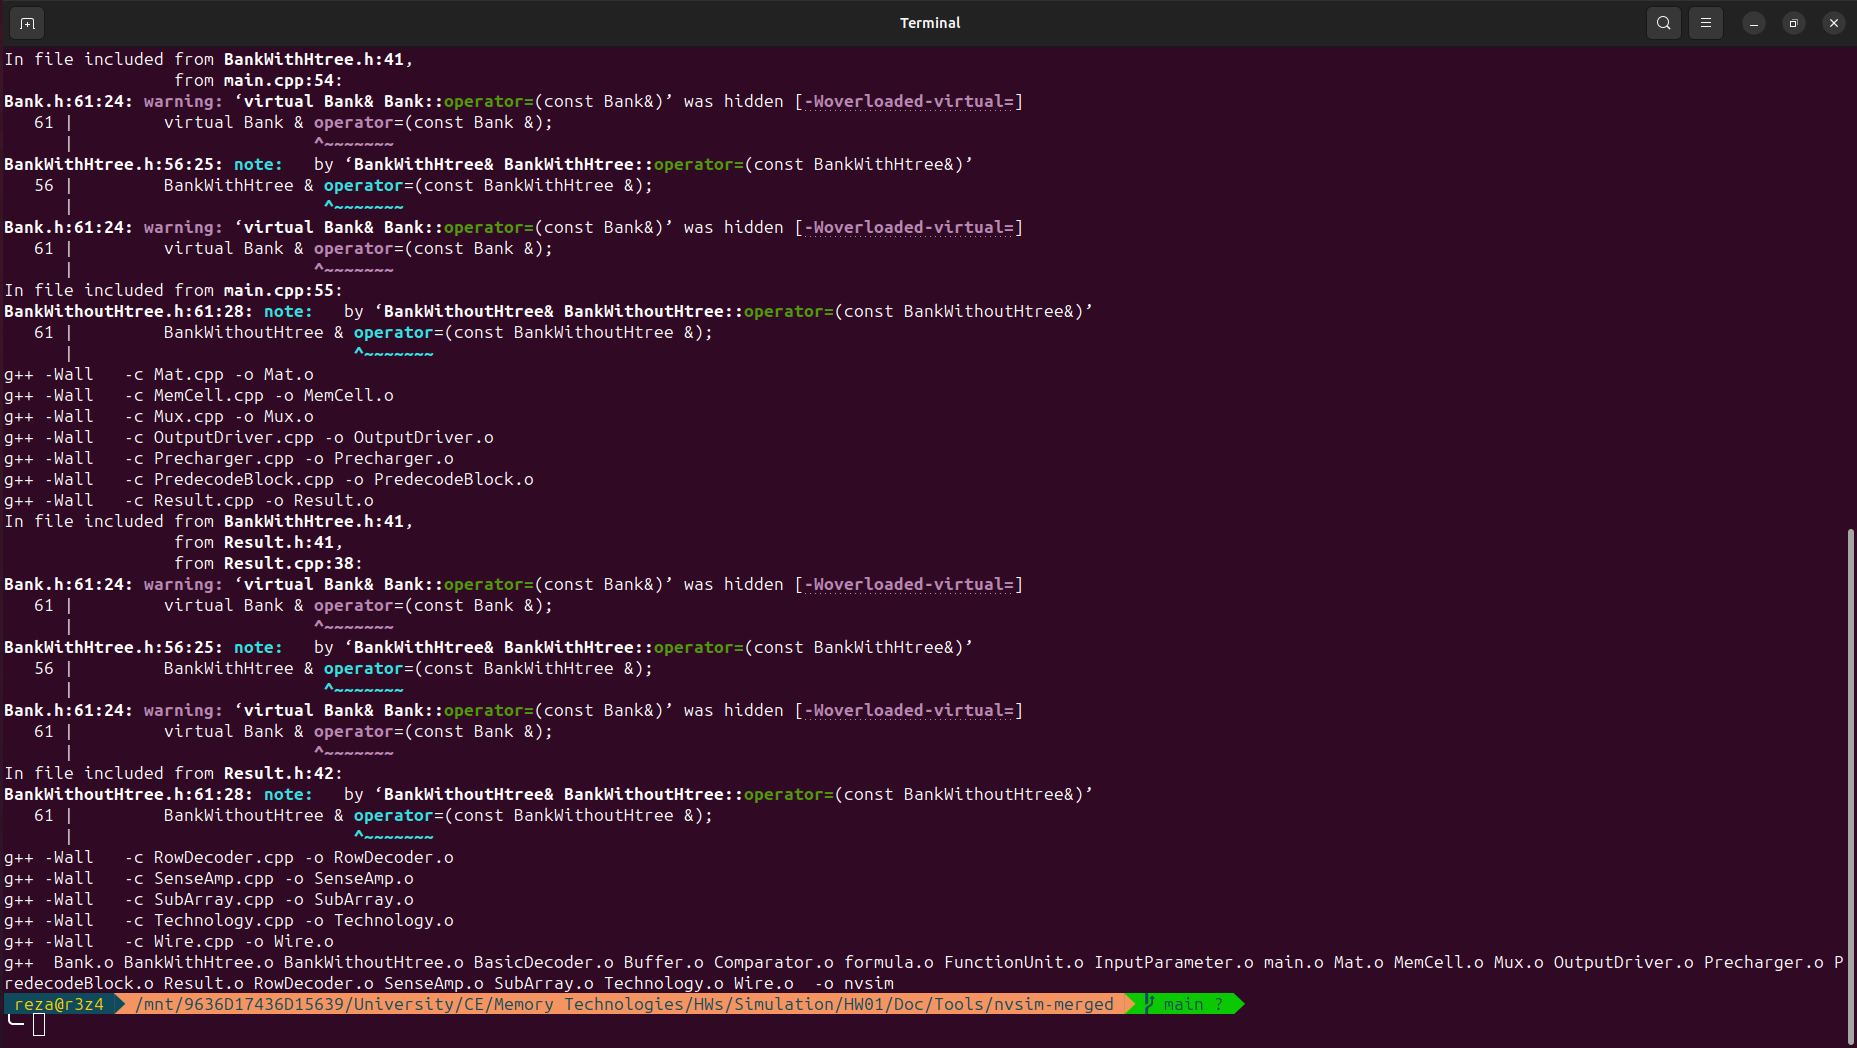 Terminal
In file included from BankWithHtree.h:41,
                 from main.cpp:54:
Bank.h:61:24: warning: ‘virtual Bank& Bank::operator=(const Bank&)’ was hidden [-Woverloaded-virtual=]
   61 |         virtual Bank & operator=(const Bank &);
      |                        ^~~~~~~~
BankWithHtree.h:56:25: note:   by ‘BankWithHtree& BankWithHtree::operator=(const BankWithHtree&)’
   56 |         BankWithHtree & operator=(const BankWithHtree &);
      |                         ^~~~~~~~
Bank.h:61:24: warning: ‘virtual Bank& Bank::operator=(const Bank&)’ was hidden [-Woverloaded-virtual=]
   61 |         virtual Bank & operator=(const Bank &);
      |                        ^~~~~~~~
In file included from main.cpp:55:
BankWithoutHtree.h:61:28: note:   by ‘BankWithoutHtree& BankWithoutHtree::operator=(const BankWithoutHtree&)’
   61 |         BankWithoutHtree & operator=(const BankWithoutHtree &);
      |                            ^~~~~~~~
g++ -Wall   -c Mat.cpp -o Mat.o
g++ -Wall   -c MemCell.cpp -o MemCell.o
g++ -Wall   -c Mux.cpp -o Mux.o
g++ -Wall   -c OutputDriver.cpp -o OutputDriver.o
g++ -Wall   -c Precharger.cpp -o Precharger.o
g++ -Wall   -c PredecodeBlock.cpp -o PredecodeBlock.o
g++ -Wall   -c Result.cpp -o Result.o
In file included from BankWithHtree.h:41,
                 from Result.h:41,
                 from Result.cpp:38:
Bank.h:61:24: warning: ‘virtual Bank& Bank::operator=(const Bank&)’ was hidden [-Woverloaded-virtual=]
   61 |         virtual Bank & operator=(const Bank &);
      |                        ^~~~~~~~
BankWithHtree.h:56:25: note:   by ‘BankWithHtree& BankWithHtree::operator=(const BankWithHtree&)’
   56 |         BankWithHtree & operator=(const BankWithHtree &);
      |                         ^~~~~~~~
Bank.h:61:24: warning: ‘virtual Bank& Bank::operator=(const Bank&)’ was hidden [-Woverloaded-virtual=]
   61 |         virtual Bank & operator=(const Bank &);
      |                        ^~~~~~~~
In file included from Result.h:42:
BankWithoutHtree.h:61:28: note:   by ‘BankWithoutHtree& BankWithoutHtree::operator=(const BankWithoutHtree&)’
   61 |         BankWithoutHtree & operator=(const BankWithoutHtree &);
      |                            ^~~~~~~~
g++ -Wall   -c RowDecoder.cpp -o RowDecoder.o
g++ -Wall   -c SenseAmp.cpp -o SenseAmp.o
g++ -Wall   -c SubArray.cpp -o SubArray.o
g++ -Wall   -c Technology.cpp -o Technology.o
g++ -Wall   -c Wire.cpp -o Wire.o
g++  Bank.o BankWithHtree.o BankWithoutHtree.o BasicDecoder.o Buffer.o Comparator.o formula.o FunctionUnit.o InputParameter.o main.o Mat.o MemCell.o Mux.o OutputDriver.o Precharger.o P
redecodeBlock.o Result.o RowDecoder.o SenseAmp.o SubArray.o Technology.o Wire.o  -o nvsim
reza@r3z4 /mnt/9636D17436D15639/University/CE/Memory Technologies/HWs/Simulation/HW01/Doc/Tools/nvsim-merged main ?